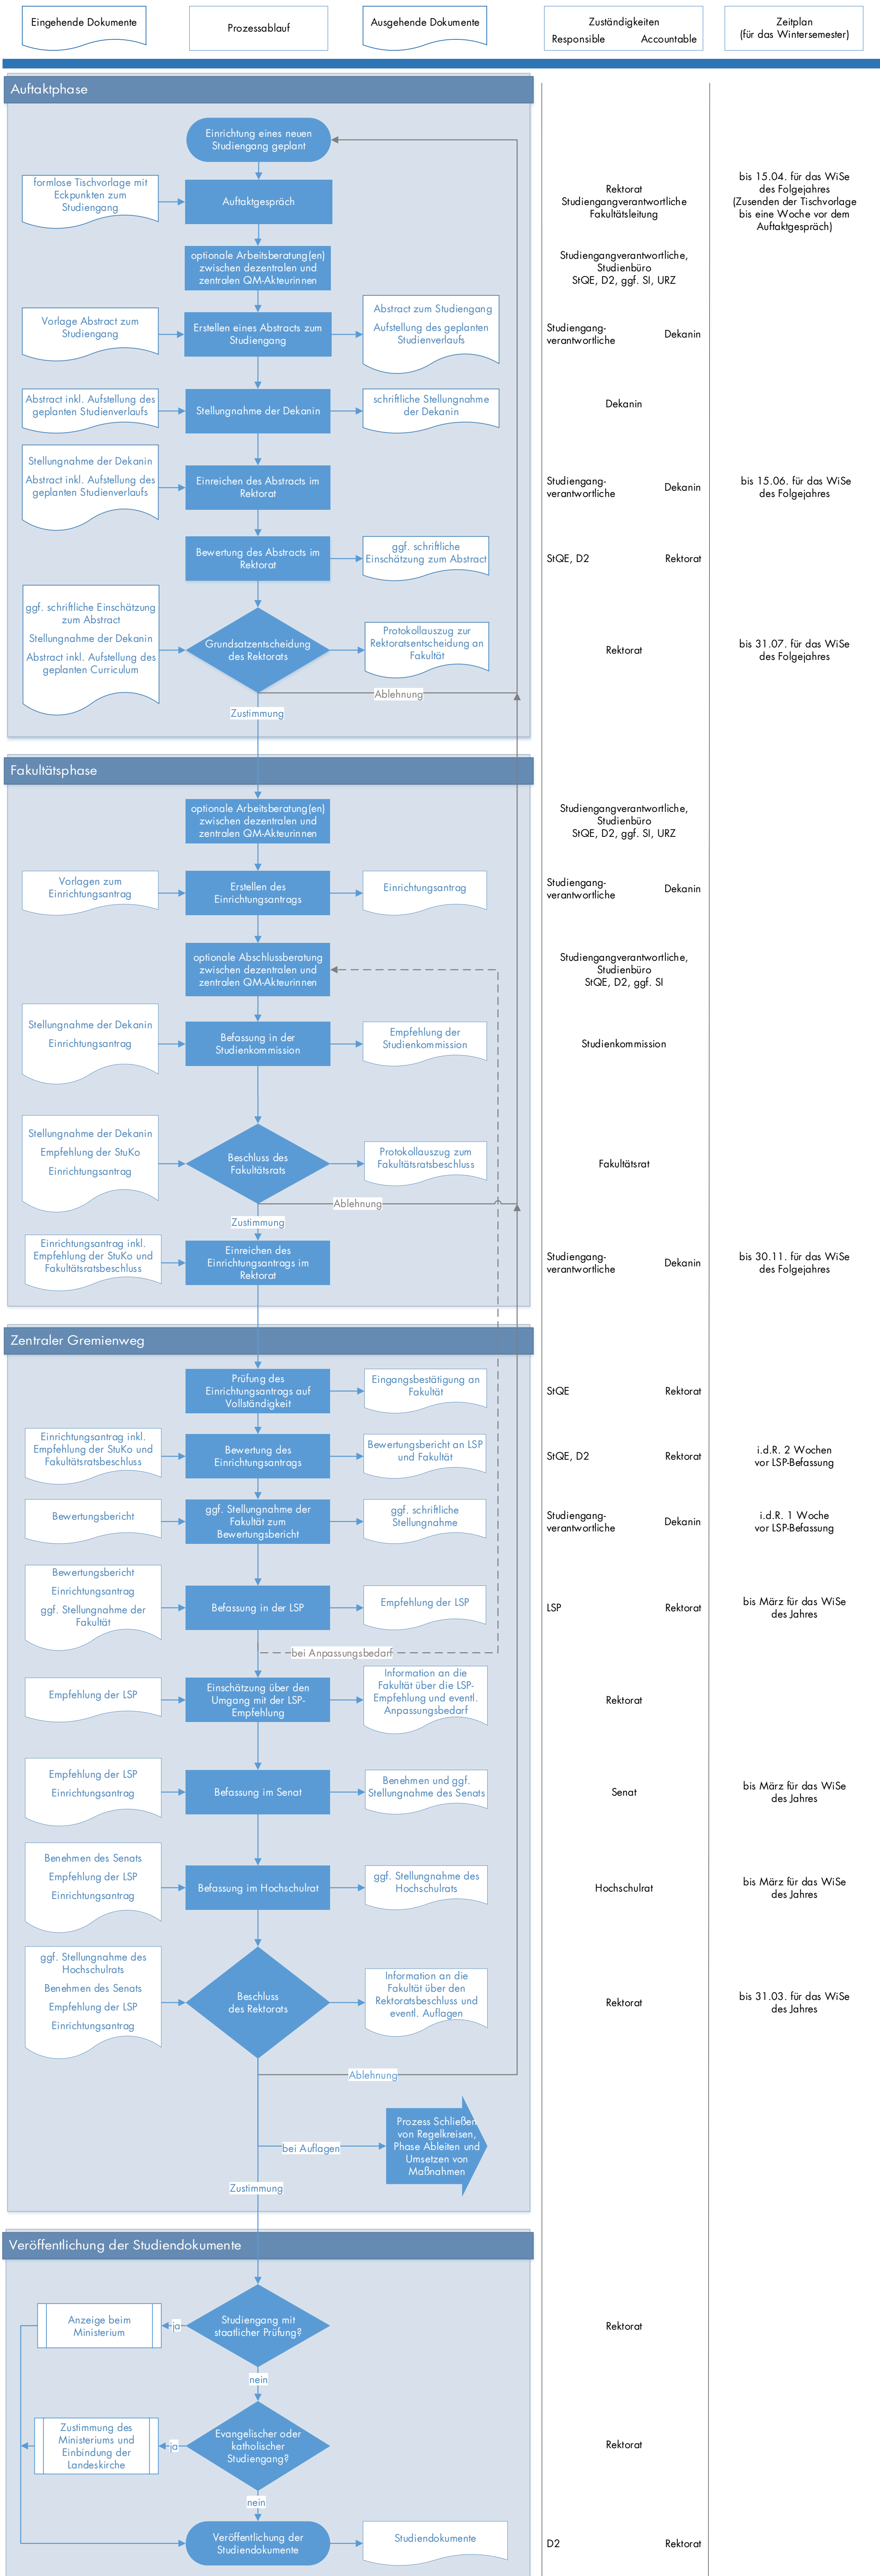 Eingehende Dokumente
Prozessablauf
Ausgehende Dokumente
Zuständigkeiten
Responsible Accountable
Zeitplan
(für das Wintersemester)
Auftaktphase
Einrichtung eines neuen
Studiengang geplant
formlose Tischvorlage mit
Eckpunkten zum
Studiengang
Auftaktgespräch
Rektorat
Studiengangverantwortliche
Fakultätsleitung
bis 15.04. für das WiSe
des Folgejahres
(Zusenden der Tischvorlage
bis eine Woche vor dem
Auftaktgespräch)
optionale Arbeitsberatung(en)
zwischen dezentralen und
zentralen QM-Akteurinnen
Studiengangverantwortliche,
Studienbüro
StQE, D2, ggf. SI, URZ
Vorlage Abstract zum
Studiengang
Erstellen eines Abstracts zum
Studiengang
Abstract zum Studiengang
Aufstellung des geplanten
Studienverlaufs
Studiengang-
verantwortliche
Dekanin
Abstract inkl. Aufstellung des
geplanten Studienverlaufs
Stellungnahme der Dekanin
schriftliche Stellungnahme
der Dekanin
Dekanin
Stellungnahme der Dekanin
Abstract inkl. Aufstellung des
geplanten Studienverlaufs
Einreichen des Abstracts im
Rektorat
Studiengang-
verantwortliche
Dekanin
bis 15.06. für das WiSe
des Folgejahres
Bewertung des Abstracts im
Rektorat
ggf. schriftliche
Einschätzung zum Abstract
StQE, D2 Rektorat
ggf. schriftliche Einschätzung
zum Abstract
Stellungnahme der Dekanin
Abstract inkl. Aufstellung des
geplanten Curriculum
Grundsatzentscheidung
des Rektorats
Protokollauszug zur
Rektoratsentscheidung an
Fakultät
Rektorat
bis 31.07. für das WiSe
des Folgejahres
Ablehnung
Zustimmung
Fakultätsphase
optionale Arbeitsberatung(en)
zwischen dezentralen und
zentralen QM-Akteurinnen
Studiengangverantwortliche,
Studienbüro
StQE, D2, ggf. SI, URZ
Vorlagen zum
Einrichtungsantrag
Erstellen des
Einrichtungsantrags
Einrichtungsantrag
Studiengang-
verantwortliche
Dekanin
optionale Abschlussberatung
zwischen dezentralen und
zentralen QM-Akteurinnen
Studiengangverantwortliche,
Studienbüro
StQE, D2, ggf. SI
Stellungnahme der Dekanin
Einrichtungsantrag
Befassung in der
Studienkommission
Empfehlung der
Studienkommission
Studienkommission
Stellungnahme der Dekanin
Empfehlung der StuKo
Einrichtungsantrag
Beschluss des
Fakultätsrats
Protokollauszug zum
Fakultätsratsbeschluss
Fakultätsrat
Ablehnung
Zustimmung
Einrichtungsantrag inkl.
Empfehlung der StuKo und
Fakultätsratsbeschluss
Einreichen des
Einrichtungsantrags im
Rektorat
Studiengang-
verantwortliche
Dekanin
bis 30.11. für das WiSe
des Folgejahres
Zentraler Gremienweg
Prüfung des
Einrichtungsantrags auf
Vollständigkeit
Eingangsbestätigung an
Fakultät
StQE Rektorat
Einrichtungsantrag inkl.
Empfehlung der StuKo und
Fakultätsratsbeschluss
Bewertung des
Einrichtungsantrags
Bewertungsbericht an LSP
und Fakultät
StQE, D2 Rektorat
i.d.R. 2 Wochen
vor LSP-Befassung
Bewertungsbericht
ggf. Stellungnahme der
Fakultät zum
Bewertungsbericht
ggf. schriftliche
Stellungnahme
Studiengang-
verantwortliche
Dekanin
i.d.R. 1 Woche
vor LSP-Befassung
Bewertungsbericht
Einrichtungsantrag
ggf. Stellungnahme der
Fakultät
Befassung in der LSP
Empfehlung der LSP
LSP Rektorat
bis März für das WiSe
des Jahres
bei Anpassungsbedarf
Empfehlung der LSP
Einschätzung über den
Umgang mit der LSP-
Empfehlung
Information an die
Fakultät über die LSP-
Empfehlung und eventl.
Anpassungsbedarf
Rektorat
Empfehlung der LSP
Einrichtungsantrag
Befassung im Senat
Benehmen und ggf.
Stellungnahme des Senats
Senat
bis März für das WiSe
des Jahres
Benehmen des Senats
Empfehlung der LSP
Einrichtungsantrag
Befassung im Hochschulrat
ggf. Stellungnahme des
Hochschulrats
Hochschulrat
bis März für das WiSe
des Jahres
ggf. Stellungnahme des
Hochschulrats
Benehmen des Senats
Empfehlung der LSP
Einrichtungsantrag
Beschluss
des Rektorats
Information an die
Fakultät über den
Rektoratsbeschluss und
eventl. Auflagen
Rektorat
bis 31.03. für das WiSe
des Jahres
Ablehnung
bei Auflagen
Prozess Schließen
von Regelkreisen,
Phase Ableiten und
Umsetzen von
Maßnahmen
Zustimmung
Veröffentlichung der Studiendokumente
Anzeige beim
Ministerium
ja
Studiengang mit
staatlicher Prüfung?
Rektorat
nein
Zustimmung des
Ministeriums und
Einbindung der
Landeskirche
ja
Evangelischer oder
katholischer
Studiengang?
Rektorat
nein
Veröffentlichung der
Studiendokumente
Studiendokumente
D2 Rektorat